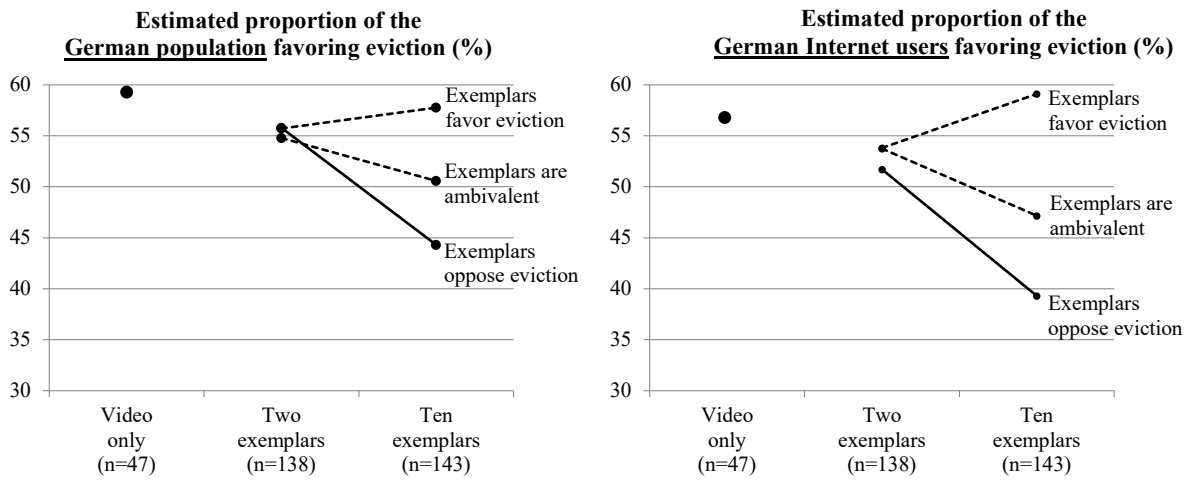 Estimated proportion of the
German population favoring eviction (%)
60
55
50
45
40
35
30
Exemplars
favor eviction
Exemplars are
ambivalent
Exemplars
oppose eviction
Video
only
(n=47)
Two
exemplars
(n=138)
Ten
exemplars
(n=143)
Estimated proportion of the
German Internet users favoring eviction (%)
60
55
50
45
40
35
30
Exemplars
favor eviction
Exemplars are
ambivalent
Exemplars
oppose eviction
Video
only
(n=47)
Two
exemplars
(n=138)
Ten
exemplars
(n=143)